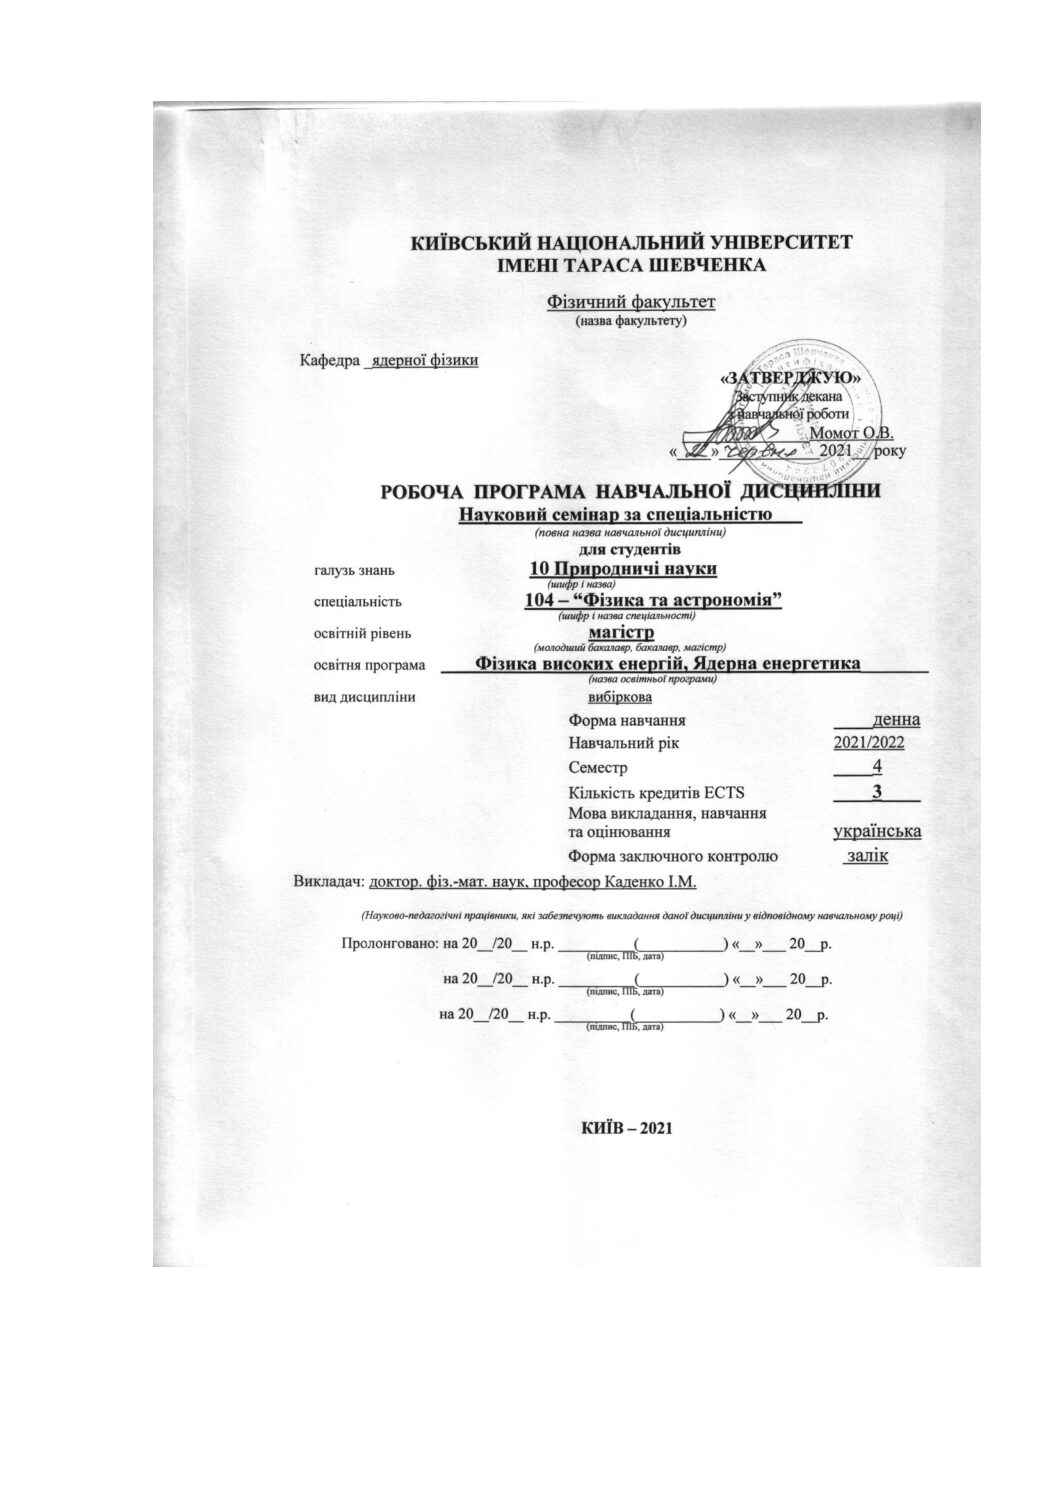 КИЇВСЬКИЙ НАЦІОНАЛЬНИЙ УНІВЕРСИТЕТ
ІМЕНІ ТАРАСА ШЕВЧЕНКА
Фізичний факультет
(назва факультету)
Кафедра ядерної фізики
«ЗАТВЕРДЖУЮ»
Заступник декана
з навчальної роботи
Момот О.В.
«22» червня 2021 року
РОБОЧА ПРОГРАМА НАВЧАЛЬНОЇ ДИСЦИПЛІНИ
Науковий семінар за спеціальністю
(повна назва навчальної дисципліни)
для студентів
галузь знань 10 Природничі науки
(шифр і назва)
спеціальність 104 – “Фізика та астрономія”
(шифр і назва спеціальності)
освітній рівень магістр
(молодший бакалавр, бакалавр, магістр)
освітня програма Фізика високих енергій, Ядерна енергетика
(назва освітньої програми)
вид дисципліни вибіркова
Форма навчання денна
Навчальний рік 2021/2022
Семестр 4
Кількість кредитів ECTS 3
Мова викладання, навчання
та оцінювання українська
Форма заключного контролю залік
Викладач: доктор. фіз.-мат. наук, професор Каденко І.М.
(Науково-педагогічні працівники, які забезпечують викладання даної дисципліни у відповідному навчальному році)
Пролонговано: на 20__/20__ н.р. __________(___________) «__»___ 20__р.
(підпис, ПІБ, дата)
на 20__/20__ н.р. __________(___________) «__»___ 20__р.
(підпис, ПІБ, дата)
на 20__/20__ н.р. __________(___________) «__»___ 20__р.
(підпис, ПІБ, дата)
КИЇВ – 2021